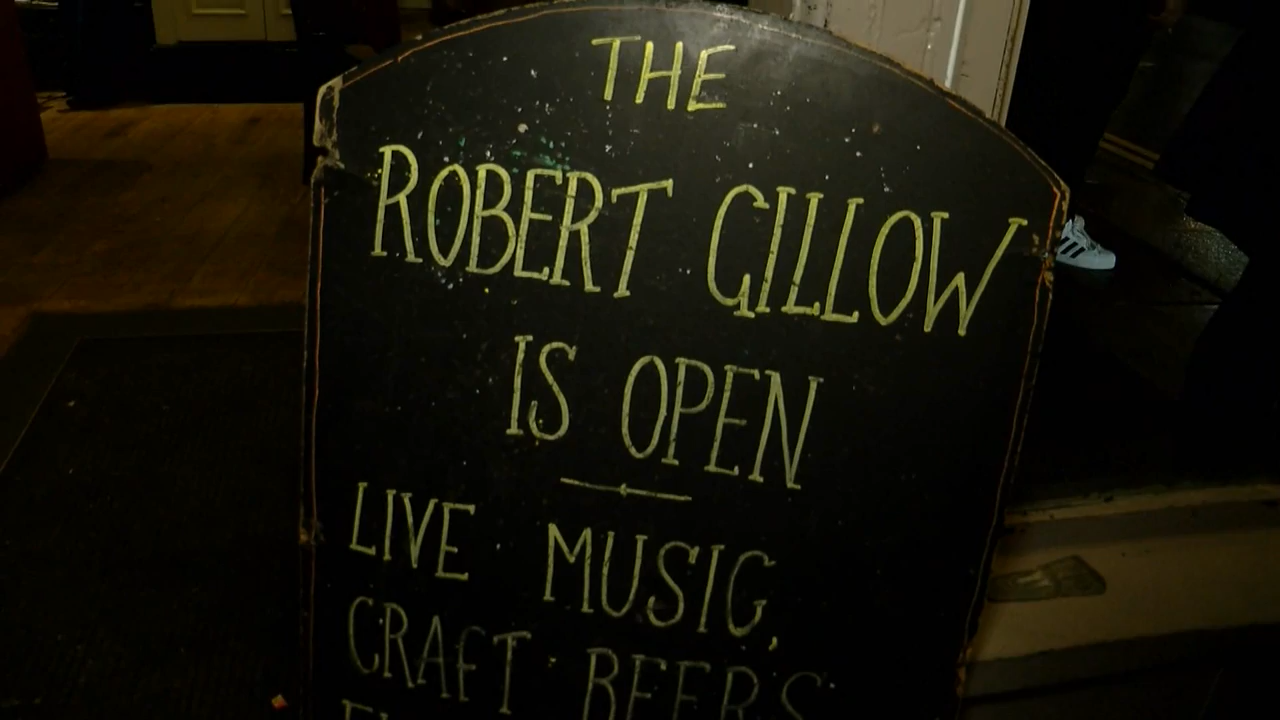 THE
ROBERT GILLOW
IS OPEN
LIVE MUSIC,
CRAFT BEERS